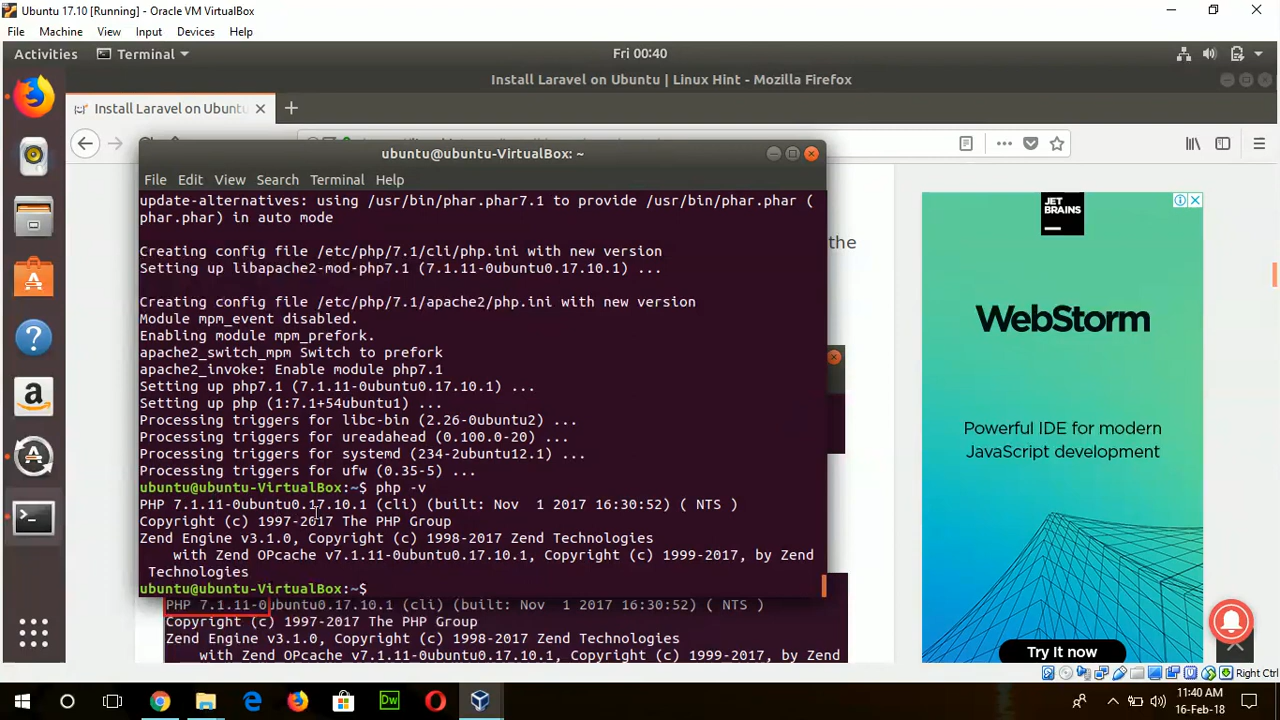 Ubuntu 17.10 [Running] - Oracle VM VirtualBox
File Machine View Input Devices Help
Activities Terminal Fri 00:40
Install Laravel on Ubuntu | Linux Hint - Mozilla Firefox
Install Laravel on Ubuntu
ubuntu@ubuntu-VirtualBox: ~
File Edit View Search Terminal Help
update-alternatives: using /usr/bin/phar.phar7.1 to provide /usr/bin/phar.phar (
phar.phar) in auto mode
Creating config file /etc/php/7.1/cli/php.ini with new version
Setting up libapache2-mod-php7.1 (7.1.11-0ubuntu0.17.10.1) ...
Creating config file /etc/php/7.1/apache2/php.ini with new version
Module mpm_event disabled.
Enabling module mpm_prefork.
apache2_switch_mpm Switch to prefork
apache2_invoke: Enable module php7.1
Setting up php7.1 (7.1.11-0ubuntu0.17.10.1) ...
Setting up php (1:7.1+54ubuntu1) ...
Processing triggers for libc-bin (2.26-0ubuntu2) ...
Processing triggers for ureadahead (0.100.0-20) ...
Processing triggers for systemd (234-2ubuntu12.1) ...
Processing triggers for ufw (0.35-5) ...
ubuntu@ubuntu-VirtualBox:~$ php -v
PHP 7.1.11-0ubuntu0.17.10.1 (cli) (built: Nov  1 2017 16:30:52) ( NTS )
Copyright (c) 1997-2017 The PHP Group
Zend Engine v3.1.0, Copyright (c) 1998-2017 Zend Technologies
    with Zend OPcache v7.1.11-0ubuntu0.17.10.1, Copyright (c) 1999-2017, by Zend
 Technologies
ubuntu@ubuntu-VirtualBox:~$
the
PHP 7.1.11-0ubuntu0.17.10.1 (cli) (built: Nov  1 2017 16:30:52) ( NTS )
Copyright (c) 1997-2017 The PHP Group
Zend Engine v3.1.0, Copyright (c) 1998-2017 Zend Technologies
    with Zend OPcache v7.1.11-0ubuntu0.17.10.1, Copyright (c) 1999-2017, by Zend
JET
BRAINS
WebStorm
Powerful IDE for modern
JavaScript development
Try it now
Right Ctrl
Dw
11:40 AM
16-Feb-18